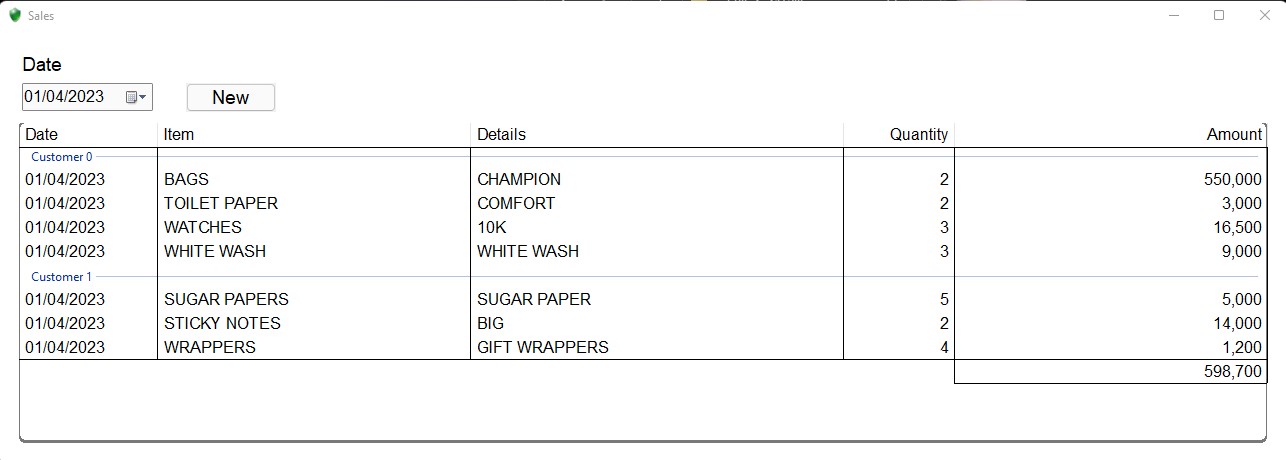 Sales
Date
01/04/2023 New
Date Item Details Quantity Amount
Customer 0
01/04/2023 BAGS CHAMPION 2 550,000
01/04/2023 TOILET PAPER COMFORT 2 3,000
01/04/2023 WATCHES 10K 3 16,500
01/04/2023 WHITE WASH WHITE WASH 3 9,000
Customer 1
01/04/2023 SUGAR PAPERS SUGAR PAPER 5 5,000
01/04/2023 STICKY NOTES BIG 2 14,000
01/04/2023 WRAPPERS GIFT WRAPPERS 4 1,200
598,700